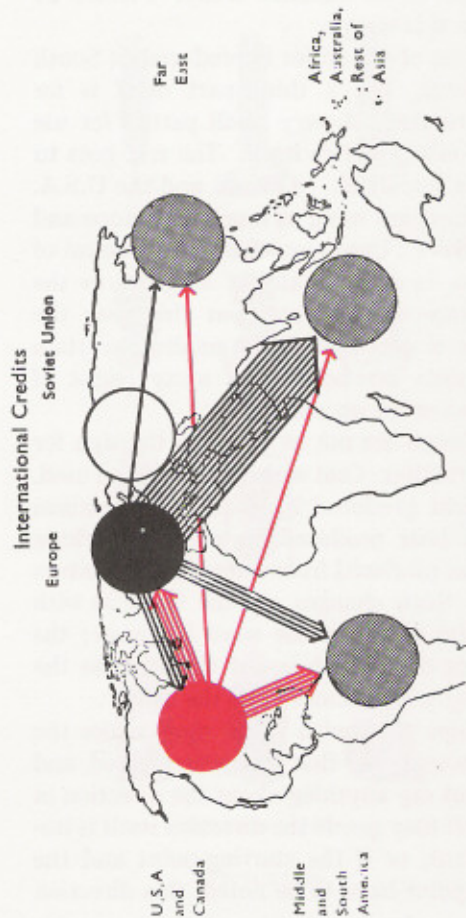 International Credits
Europe
Soviet Union
Far
East
U.S.A
and
Canada
Middle
and
South
America
Africa,
Australia,
Rest of
Asia